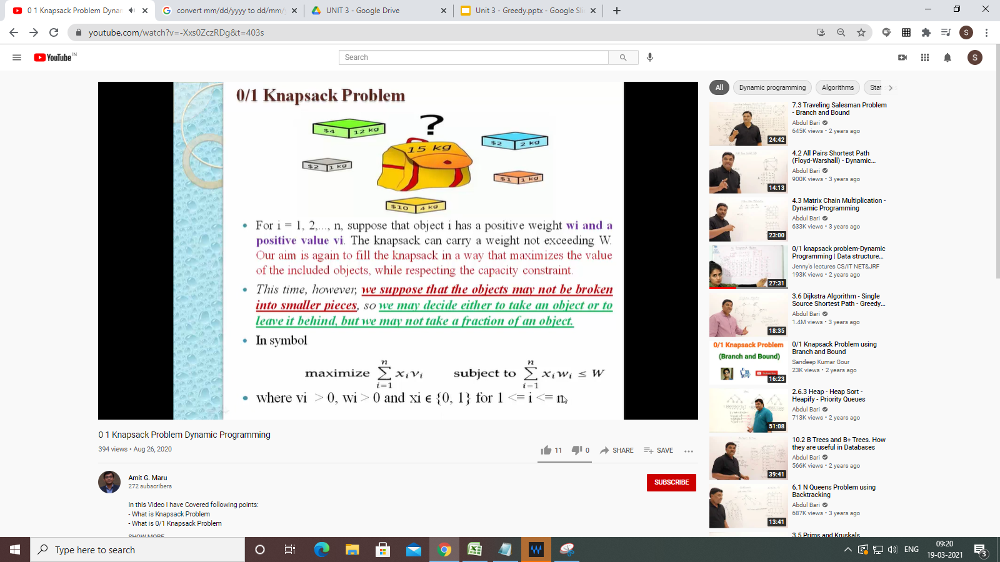 0 1 Knapsack Problem Dynar
convert mm/dd/yyyy to dd/mm/
UNIT 3 - Google Drive
Unit 3 - Greedy.pptx - Google Sli
youtube.com/watch?v=-Xxs0ZczRDg&t=403s
S
YouTube IN
Search
S
0/1 Knapsack Problem
?
$4 12 kg
15 kg
$2 2 kg
$2 1 kg
$1 1 kg
$10 4 kg
• For i = 1, 2,..., n, suppose that object i has a positive weight wi and a
positive value vi. The knapsack can carry a weight not exceeding W.
Our aim is again to fill the knapsack in a way that maximizes the value
of the included objects, while respecting the capacity constraint.
• This time, however, we suppose that the objects may not be broken
into smaller pieces, so we may decide either to take an object or to
leave it behind, but we may not take a fraction of an object.
• In symbol
maximize n ∑ i=1 xivi subject to n ∑ i=1 xiwi ≤ W
• where vi > 0, wi > 0 and xi ϵ {0, 1} for 1 <= i <= n
0 1 Knapsack Problem Dynamic Programming
394 views • Aug 26, 2020
11 0 SHARE SAVE ...
Amit G. Maru
272 subscribers
SUBSCRIBE
In this Video I have Covered following points:
- What is Knapsack Problem
- What is 0/1 Knapsack Problem
SHOW MORE
All Dynamic programming Algorithms Stat
7.3 Traveling Salesman Problem
- Branch and Bound
Abdul Bari
645K views • 2 years ago
24:42
4.2 All Pairs Shortest Path
(Floyd-Warshall) - Dynamic...
Abdul Bari
900K views • 3 years ago
14:13
4.3 Matrix Chain Multiplication -
Dynamic Programming
Abdul Bari
633K views • 3 years ago
23:00
0/1 knapsack problem-Dynamic
Programming | Data structure...
Jenny's lectures CS/IT NET&JRF
193K views • 2 years ago
27:31
3.6 Dijkstra Algorithm - Single
Source Shortest Path - Greedy...
Abdul Bari
1.4M views • 3 years ago
18:35
0/1 Knapsack Problem
(Branch and Bound)
16:23
0/1 Knapsack Problem using
Branch and Bound
Sandeep Kumar Gour
23K views • 2 years ago
2.6.3 Heap - Heap Sort -
Heapify - Priority Queues
Abdul Bari
713K views • 2 years ago
51:08
10.2 B Trees and B+ Trees. How
they are useful in Databases
Abdul Bari
566K views • 2 years ago
39:41
6.1 N Queens Problem using
Backtracking
Abdul Bari
687K views • 3 years ago
13:41
3.5 Prims and Kruskals
Type here to search
ENG
09:20
19-03-2021
3